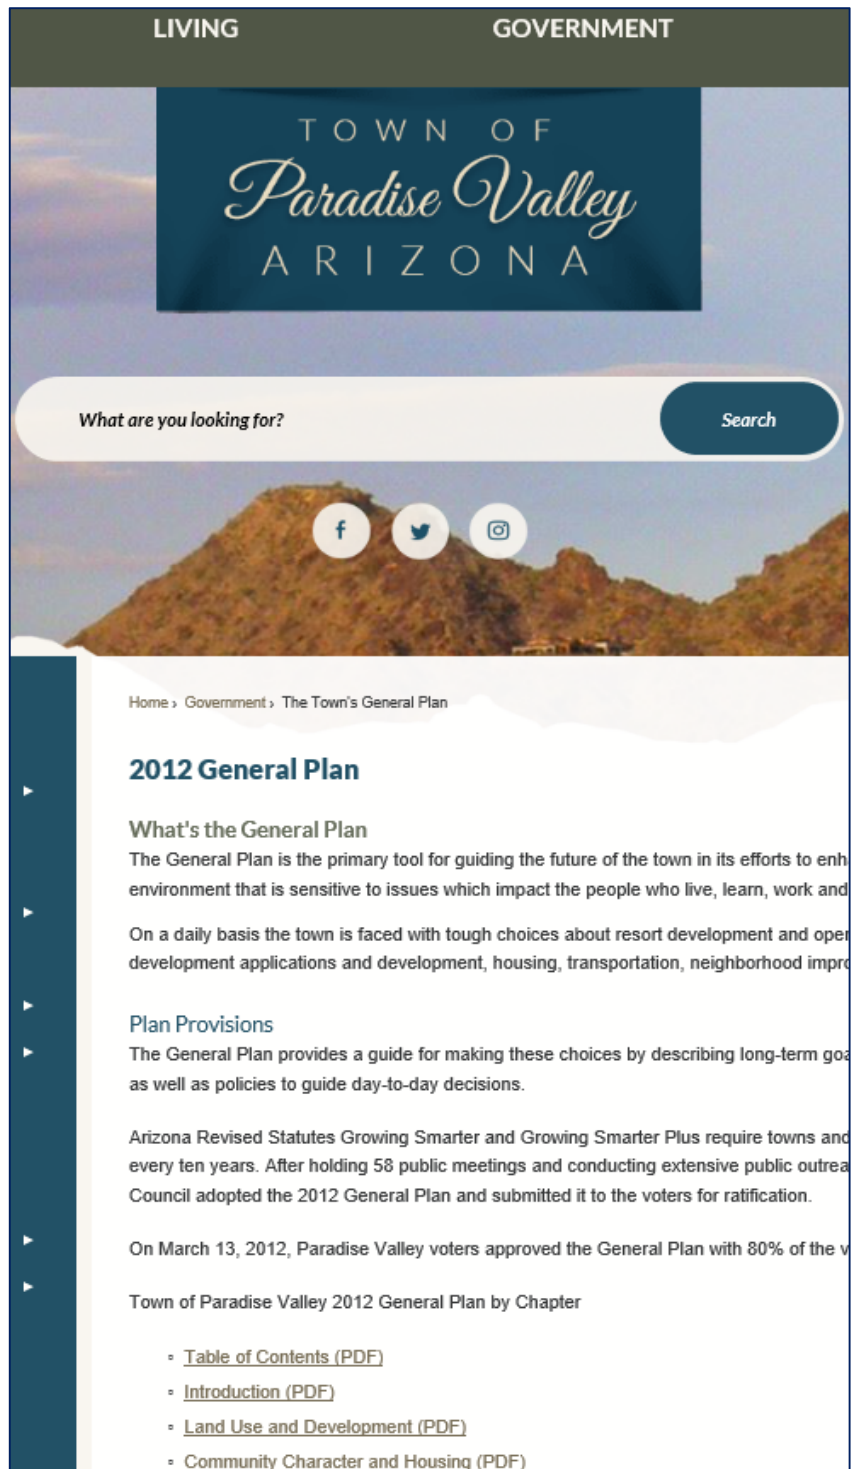 LIVING GOVERNMENT
TOWN OF
Paradise Valley
ARIZONA
What are you looking for? Search
Home › Government › The Town's General Plan
2012 General Plan
What's the General Plan
The General Plan is the primary tool for guiding the future of the town in its efforts to enh
environment that is sensitive to issues which impact the people who live, learn, work and
On a daily basis the town is faced with tough choices about resort development and oper
development applications and development, housing, transportation, neighborhood impro
Plan Provisions
The General Plan provides a guide for making these choices by describing long-term goa
as well as policies to guide day-to-day decisions.
Arizona Revised Statutes Growing Smarter and Growing Smarter Plus require towns and
every ten years. After holding 58 public meetings and conducting extensive public outrea
Council adopted the 2012 General Plan and submitted it to the voters for ratification.
On March 13, 2012, Paradise Valley voters approved the General Plan with 80% of the v
Town of Paradise Valley 2012 General Plan by Chapter
▫ Table of Contents (PDF)
▫ Introduction (PDF)
▫ Land Use and Development (PDF)
▫ Community Character and Housing (PDF)